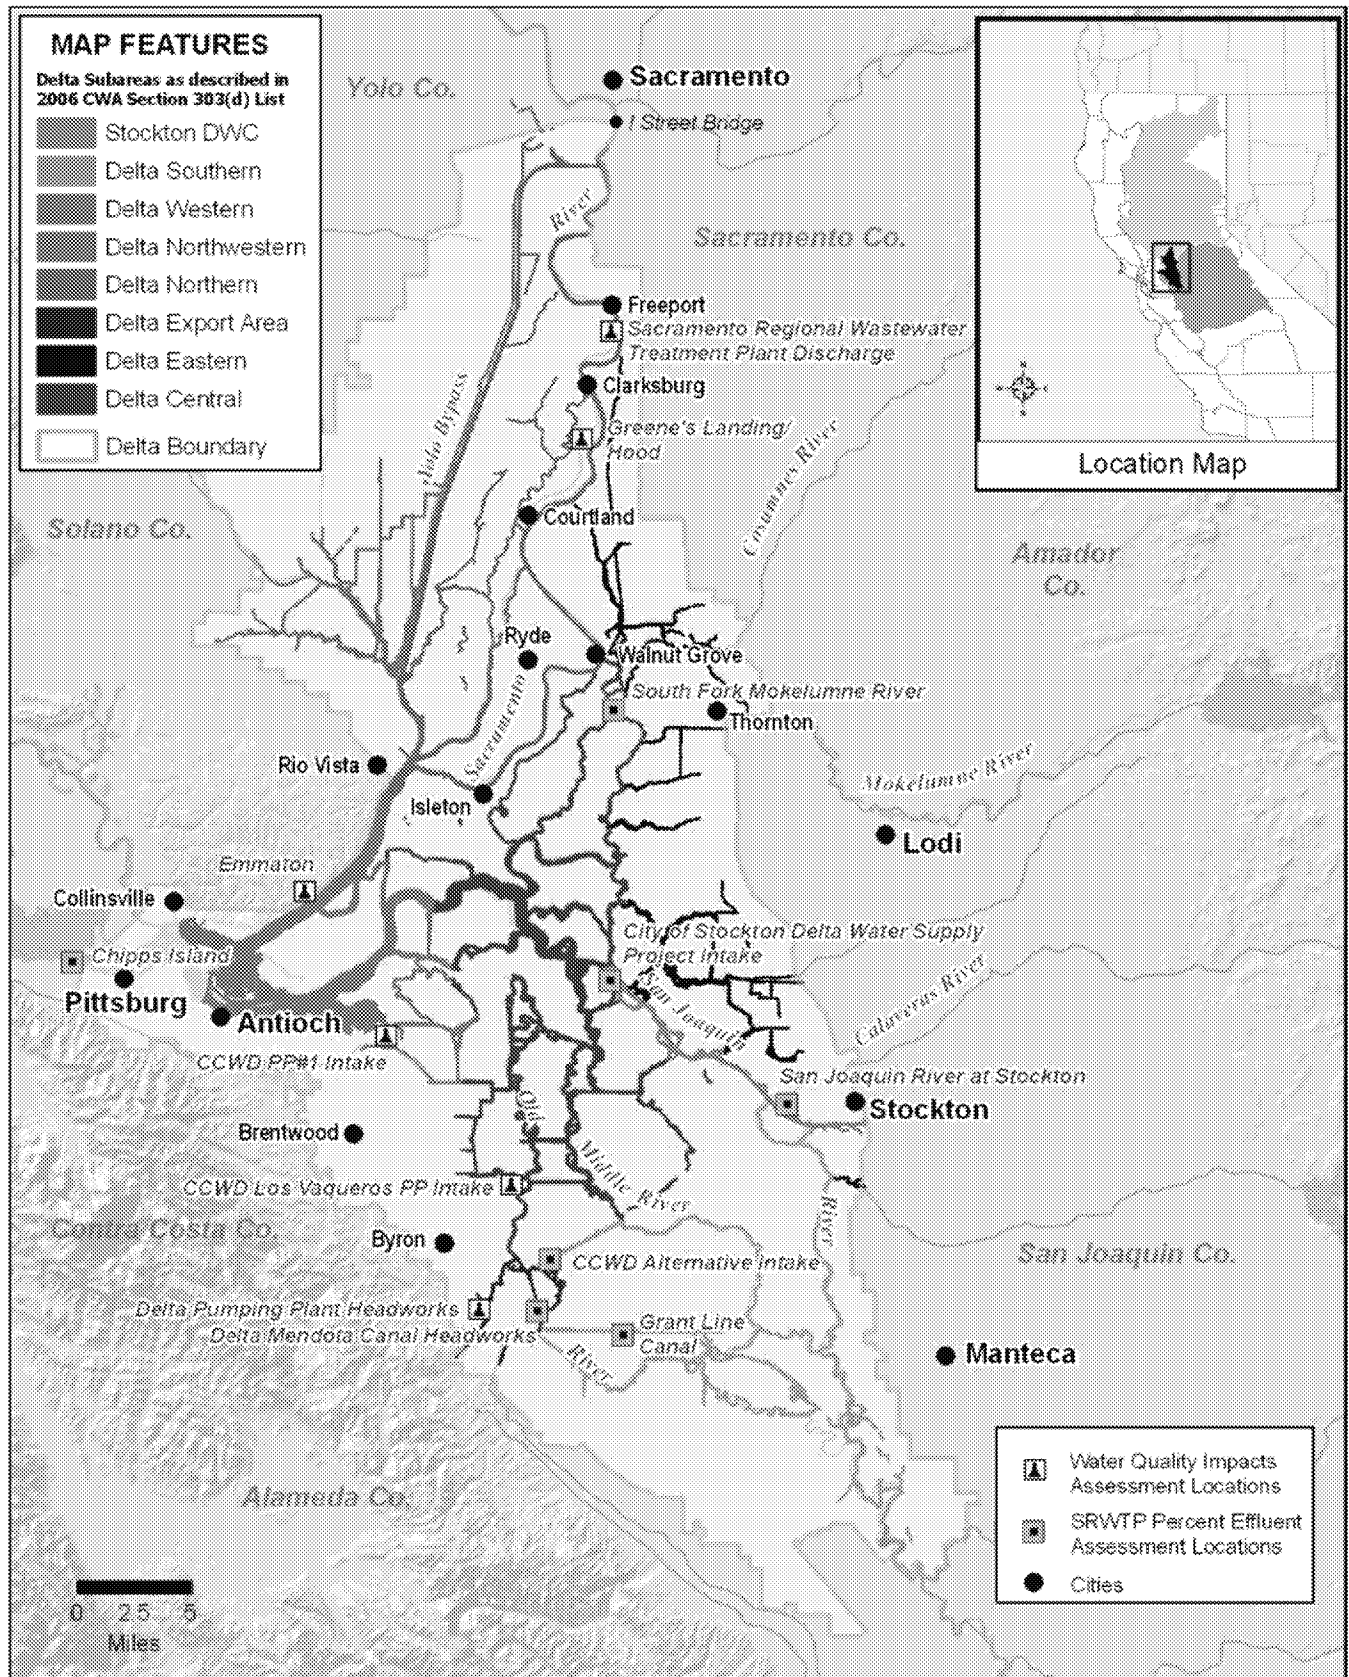 MAP FEATURES
Delta Subareas as described in
2006 CWA Section 303(d) List
Stockton DWC
Delta Southern
Delta Western
Delta Northwestern
Delta Northern
Delta Export Area
Delta Eastern
Delta Central
Delta Boundary
Yolo Co.
Sacramento
I Street Bridge
River
Sacramento Co.
Freeport
Sacramento Regional Wastewater
Treatment Plant Discharge
Clarksburg
Yolo Bypass
Greene's Landing/
Hood
Cosumnes River
Location Map
Courtland
Solano Co.
Amador
Co.
Ryde
Walnut Grove
South Fork Mokelumne River
Thornton
Sacramento
Rio Vista
Isleton
Mokelumne River
Lodi
Emmaton
Collinsville
City of Stockton Delta Water Supply
Project Intake
Chipps Island
Pittsburg
Antioch
San Joaquin
Calaveras River
CCWD PP#1 Intake
San Joaquin River at Stockton
Stockton
Old
Brentwood
Middle River
CCWD Los Vaqueros PP Intake
River
Contra Costa Co.
Byron
CCWD Alternative Intake
San Joaquin Co.
Delta Pumping Plant Headworks
Delta Mendota Canal Headworks
Grant Line
Canal
River
Manteca
Alameda Co.
Water Quality Impacts
Assessment Locations
SRWTP Percent Effluent
Assessment Locations
Cities
0 2.5 5
Miles